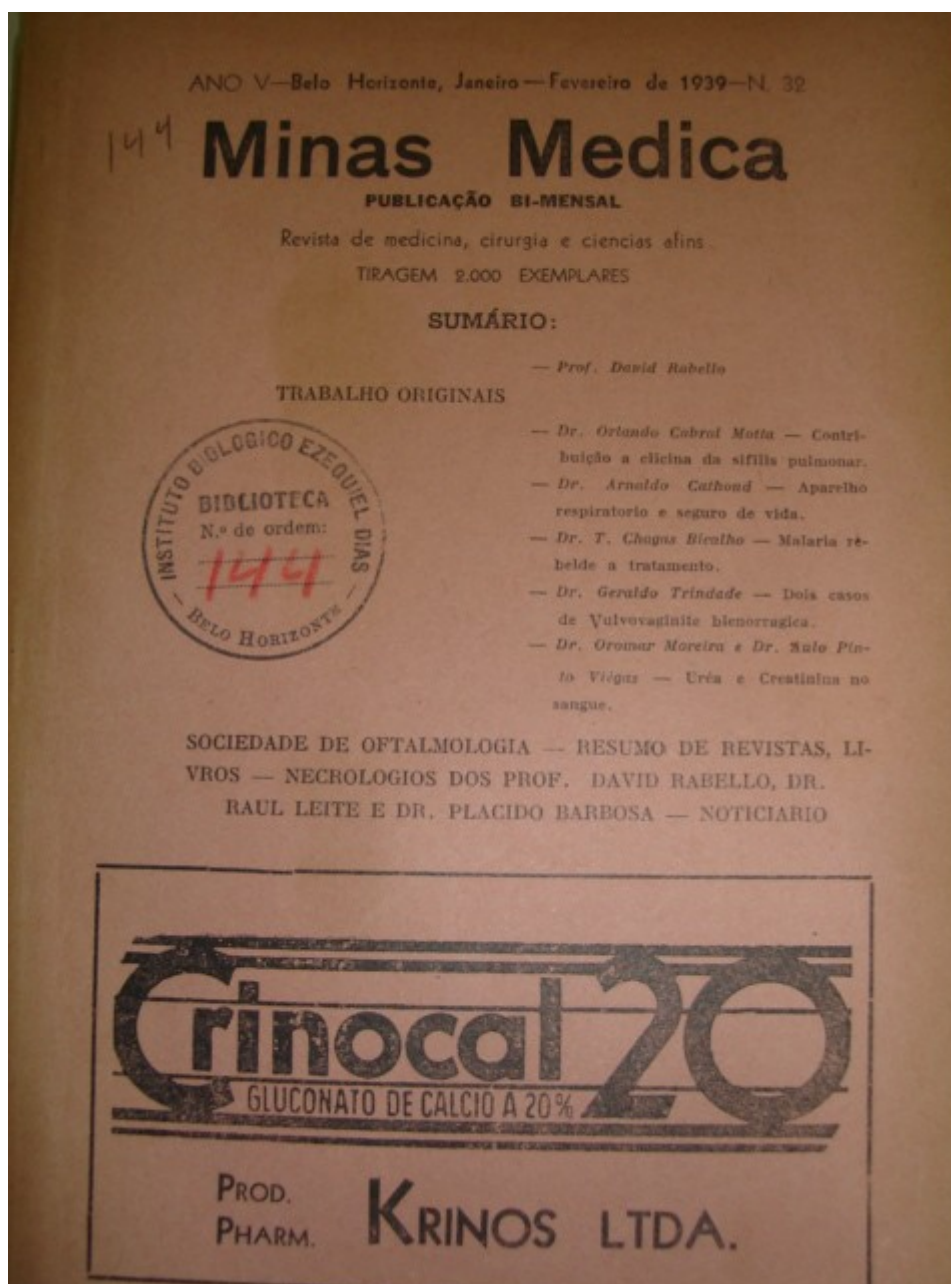 ANO V—Belo Horizonte, Janeiro—Fevereiro de 1939—N. 32
144
Minas Medica
PUBLICAÇÃO BI-MENSAL
Revista de medicina, cirurgia e ciencias afins
TIRAGEM 2.000 EXEMPLARES
SUMÁRIO:
— Prof. David Rabello
TRABALHO ORIGINAIS
— Dr. Orlando Cabral Motta — Contri-
buição a clicina da sifilis pulmonar.
— Dr. Arnaldo Cathoud — Aparelho
respiratorio e seguro de vida.
— Dr. T. Chagas Bicalho — Malaria re-
belde a tratamento.
— Dr. Geraldo Trindade — Dois casos
de Vulvovaginite blenorragica.
— Dr. Oromar Moreira e Dr. Aulo Pin-
to Viégas — Uréa e Creatinina no
sangue.
INSTITUTO BIOLOGICO EZEQUIEL DIAS
BIBLIOTECA
N.º de ordem:
144
— BELO HORIZONTE —
SOCIEDADE DE OFTALMOLOGIA — RESUMO DE REVISTAS, LI-
VROS — NECROLOGIOS DOS PROF. DAVID RABELLO, DR.
RAUL LEITE E DR. PLACIDO BARBOSA — NOTICIARIO
Crinocal 20
GLUCONATO DE CALCIO A 20%
PROD.
PHARM. KRINOS LTDA.